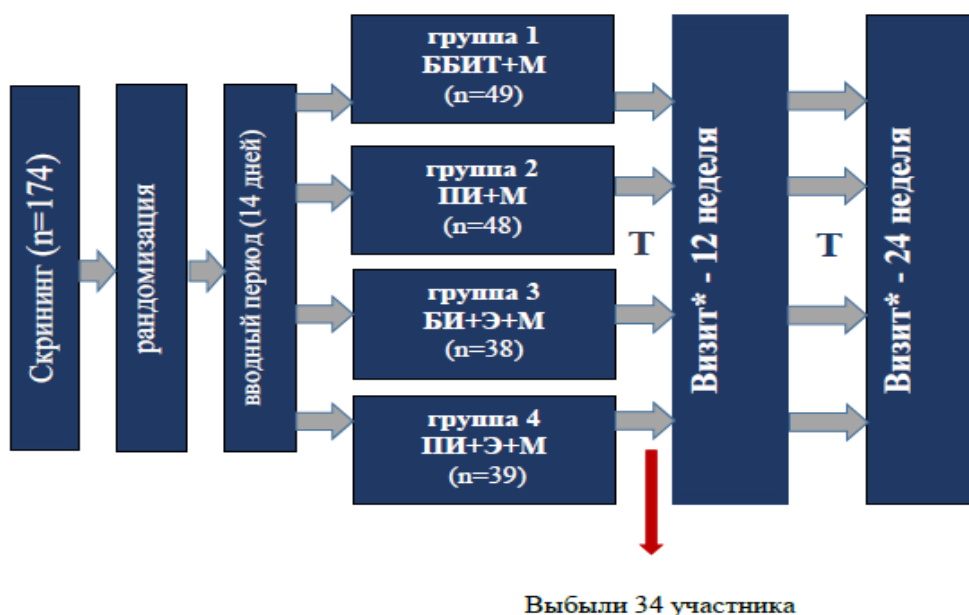 Скрининг (n=174)
рандомизация
вводный период (14 дней)
группа 1
ББИТ+М
(n=49)
группа 2
ПИ+М
(n=48)
группа 3
БИ+Э+М
(n=38)
группа 4
ПИ+Э+М
(n=39)
Т
Визит* - 12 неделя
Т
Визит* - 24 неделя
Выбыли 34 участника